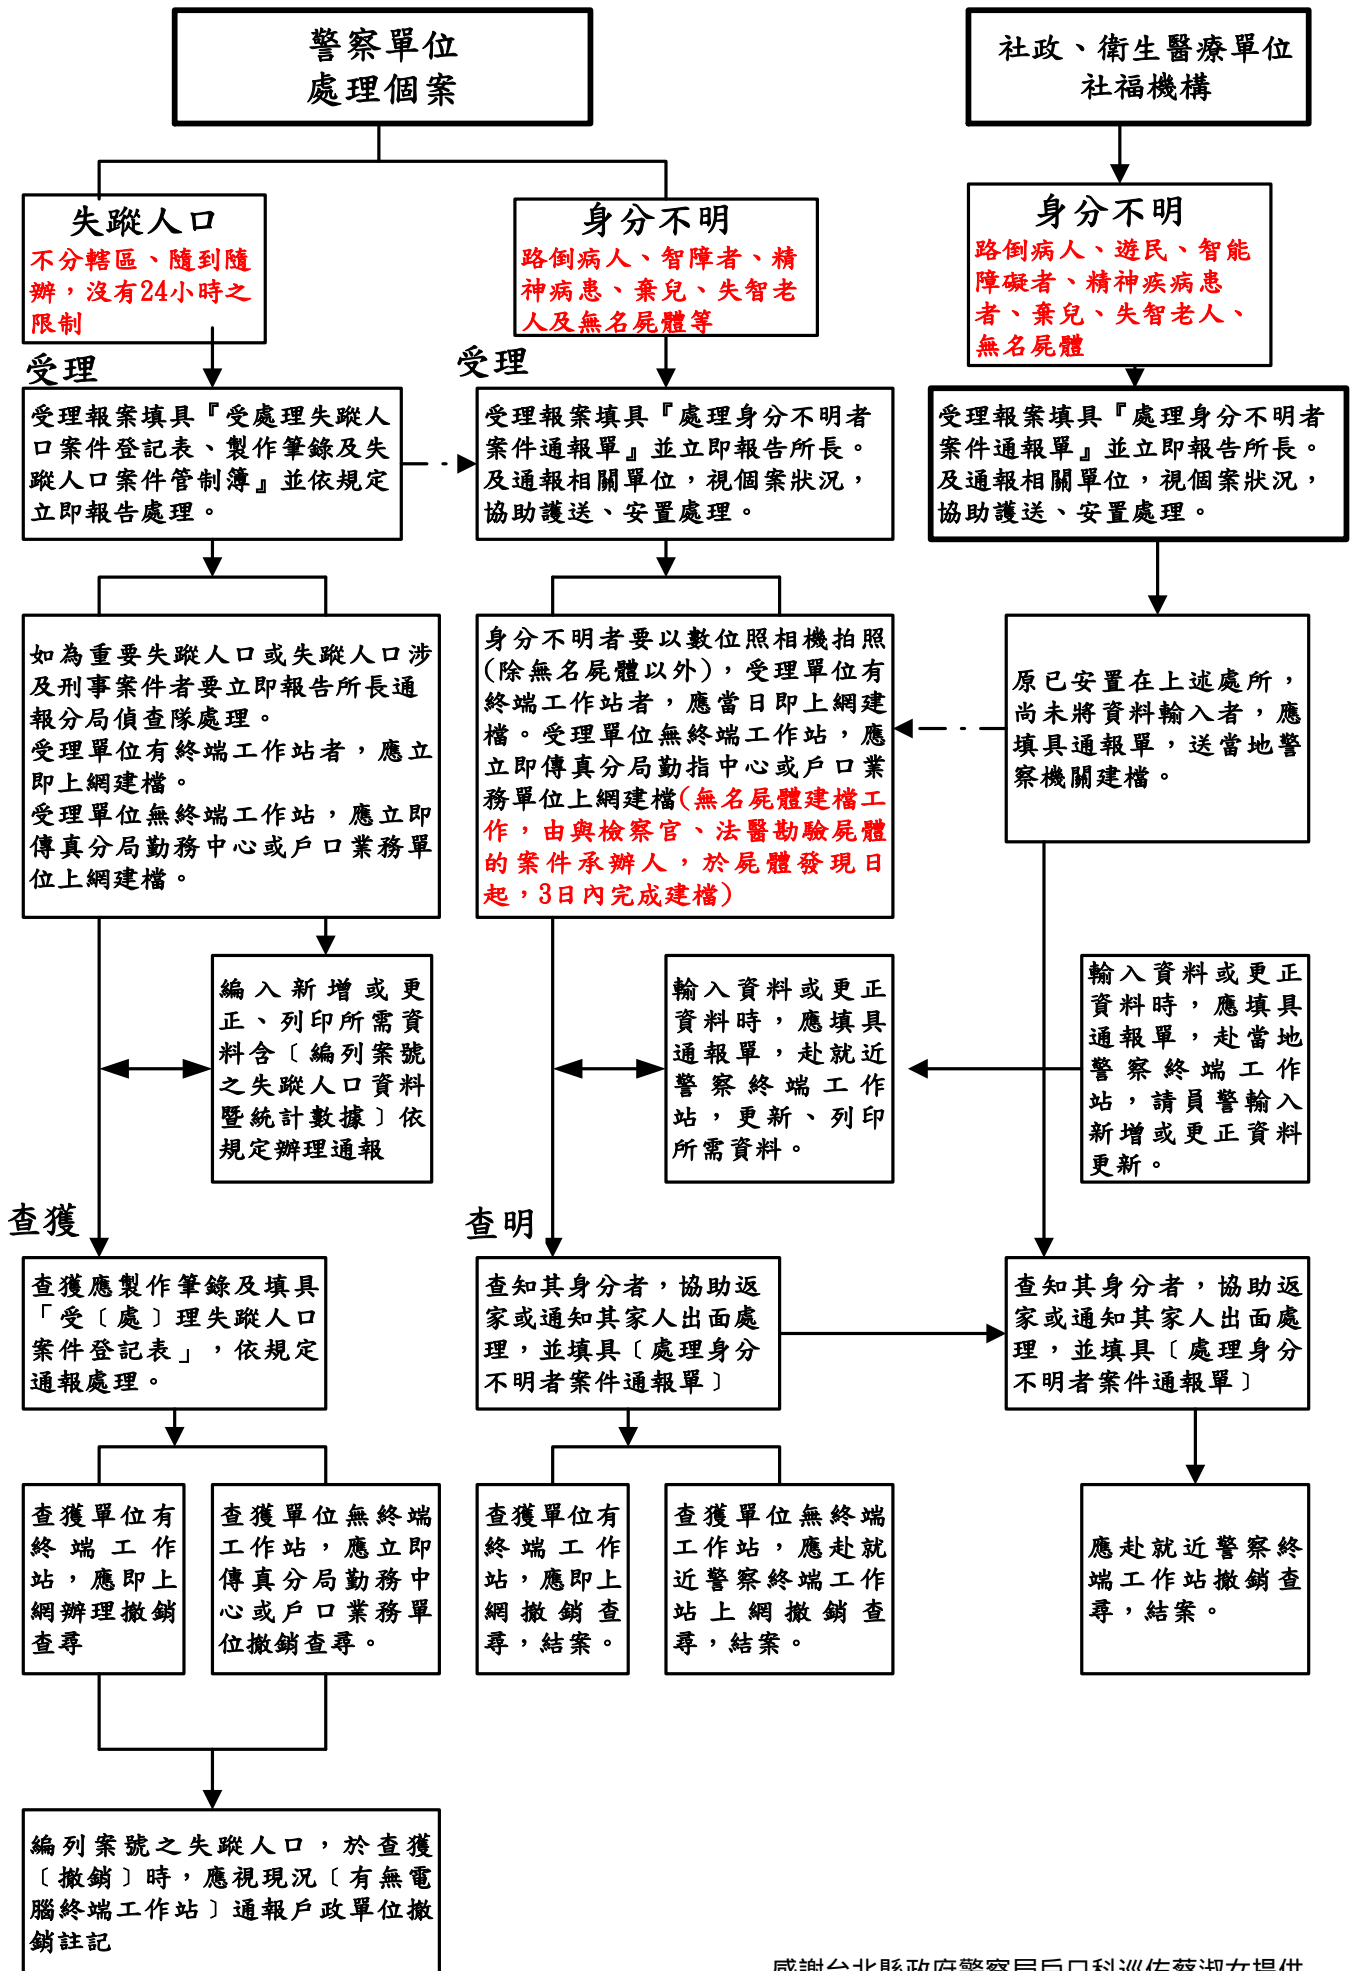 警察單位
處理個案
社政、衛生醫療單位
社福機構
失蹤人口
不分轄區、隨到隨
辦，沒有24小時之
限制
身分不明
路倒病人、智障者、精
神病患、棄兒、失智老
人及無名屍體等
身分不明
路倒病人、遊民、智能
障礙者、精神疾病患
者、棄兒、失智老人、
無名屍體
受理
受理
受理報案填具『受處理失蹤人
口案件登記表、製作筆錄及失
蹤人口案件管制簿』並依規定
立即報告處理。
受理報案填具『處理身分不明者
案件通報單』並立即報告所長。
及通報相關單位，視個案狀況，
協助護送、安置處理。
受理報案填具『處理身分不明者
案件通報單』並立即報告所長。
及通報相關單位，視個案狀況，
協助護送、安置處理。
如為重要失蹤人口或失蹤人口涉
及刑事案件者要立即報告所長通
報分局偵查隊處理。
受理單位有終端工作站者，應立
即上網建檔。
受理單位無終端工作站，應立即
傳真分局勤務中心或戶口業務單
位上網建檔。
身分不明者要以數位照相機拍照
(除無名屍體以外)，受理單位有
終端工作站者，應當日即上網建
檔。受理單位無終端工作站，應
立即傳真分局勤指中心或戶口業
務單位上網建檔(無名屍體建檔工
作，由與檢察官、法醫勘驗屍體
的案件承辦人，於屍體發現日
起，3日內完成建檔)
原已安置在上述處所，
尚未將資料輸入者，應
填具通報單，送當地警
察機關建檔。
編入新增或更
正、列印所需資
料含〔編列案號
之失蹤人口資料
暨統計數據〕依
規定辦理通報
輸入資料或更正
資料時，應填具
通報單，赴就近
警察終端工作
站，更新、列印
所需資料。
輸入資料或更正
資料時，應填具
通報單，赴當地
警察終端工作
站，請員警輸入
新增或更正資料
更新。
查獲
查明
查獲應製作筆錄及填具
「受〔處〕理失蹤人口
案件登記表」，依規定
通報處理。
查知其身分者，協助返
家或通知其家人出面處
理，並填具〔處理身分
不明者案件通報單〕
查知其身分者，協助返
家或通知其家人出面處
理，並填具〔處理身分
不明者案件通報單〕
查獲單位有
終端工作
站，應即上
網辦理撤銷
查尋
查獲單位無終端
工作站，應立即
傳真分局勤務中
心或戶口業務單
位撤銷查尋。
查獲單位有
終端工作
站，應即上
網撤銷查
尋，結案。
查獲單位無終端
工作站，應赴就
近警察終端工作
站上網撤銷查
尋，結案。
應赴就近警察終
端工作站撤銷查
尋，結案。
編列案號之失蹤人口，於查獲
〔撤銷〕時，應視現況〔有無電
腦終端工作站〕通報戶政單位撤
銷註記
感謝台北縣政府警察局戶口科巡佐蔡淑女提供